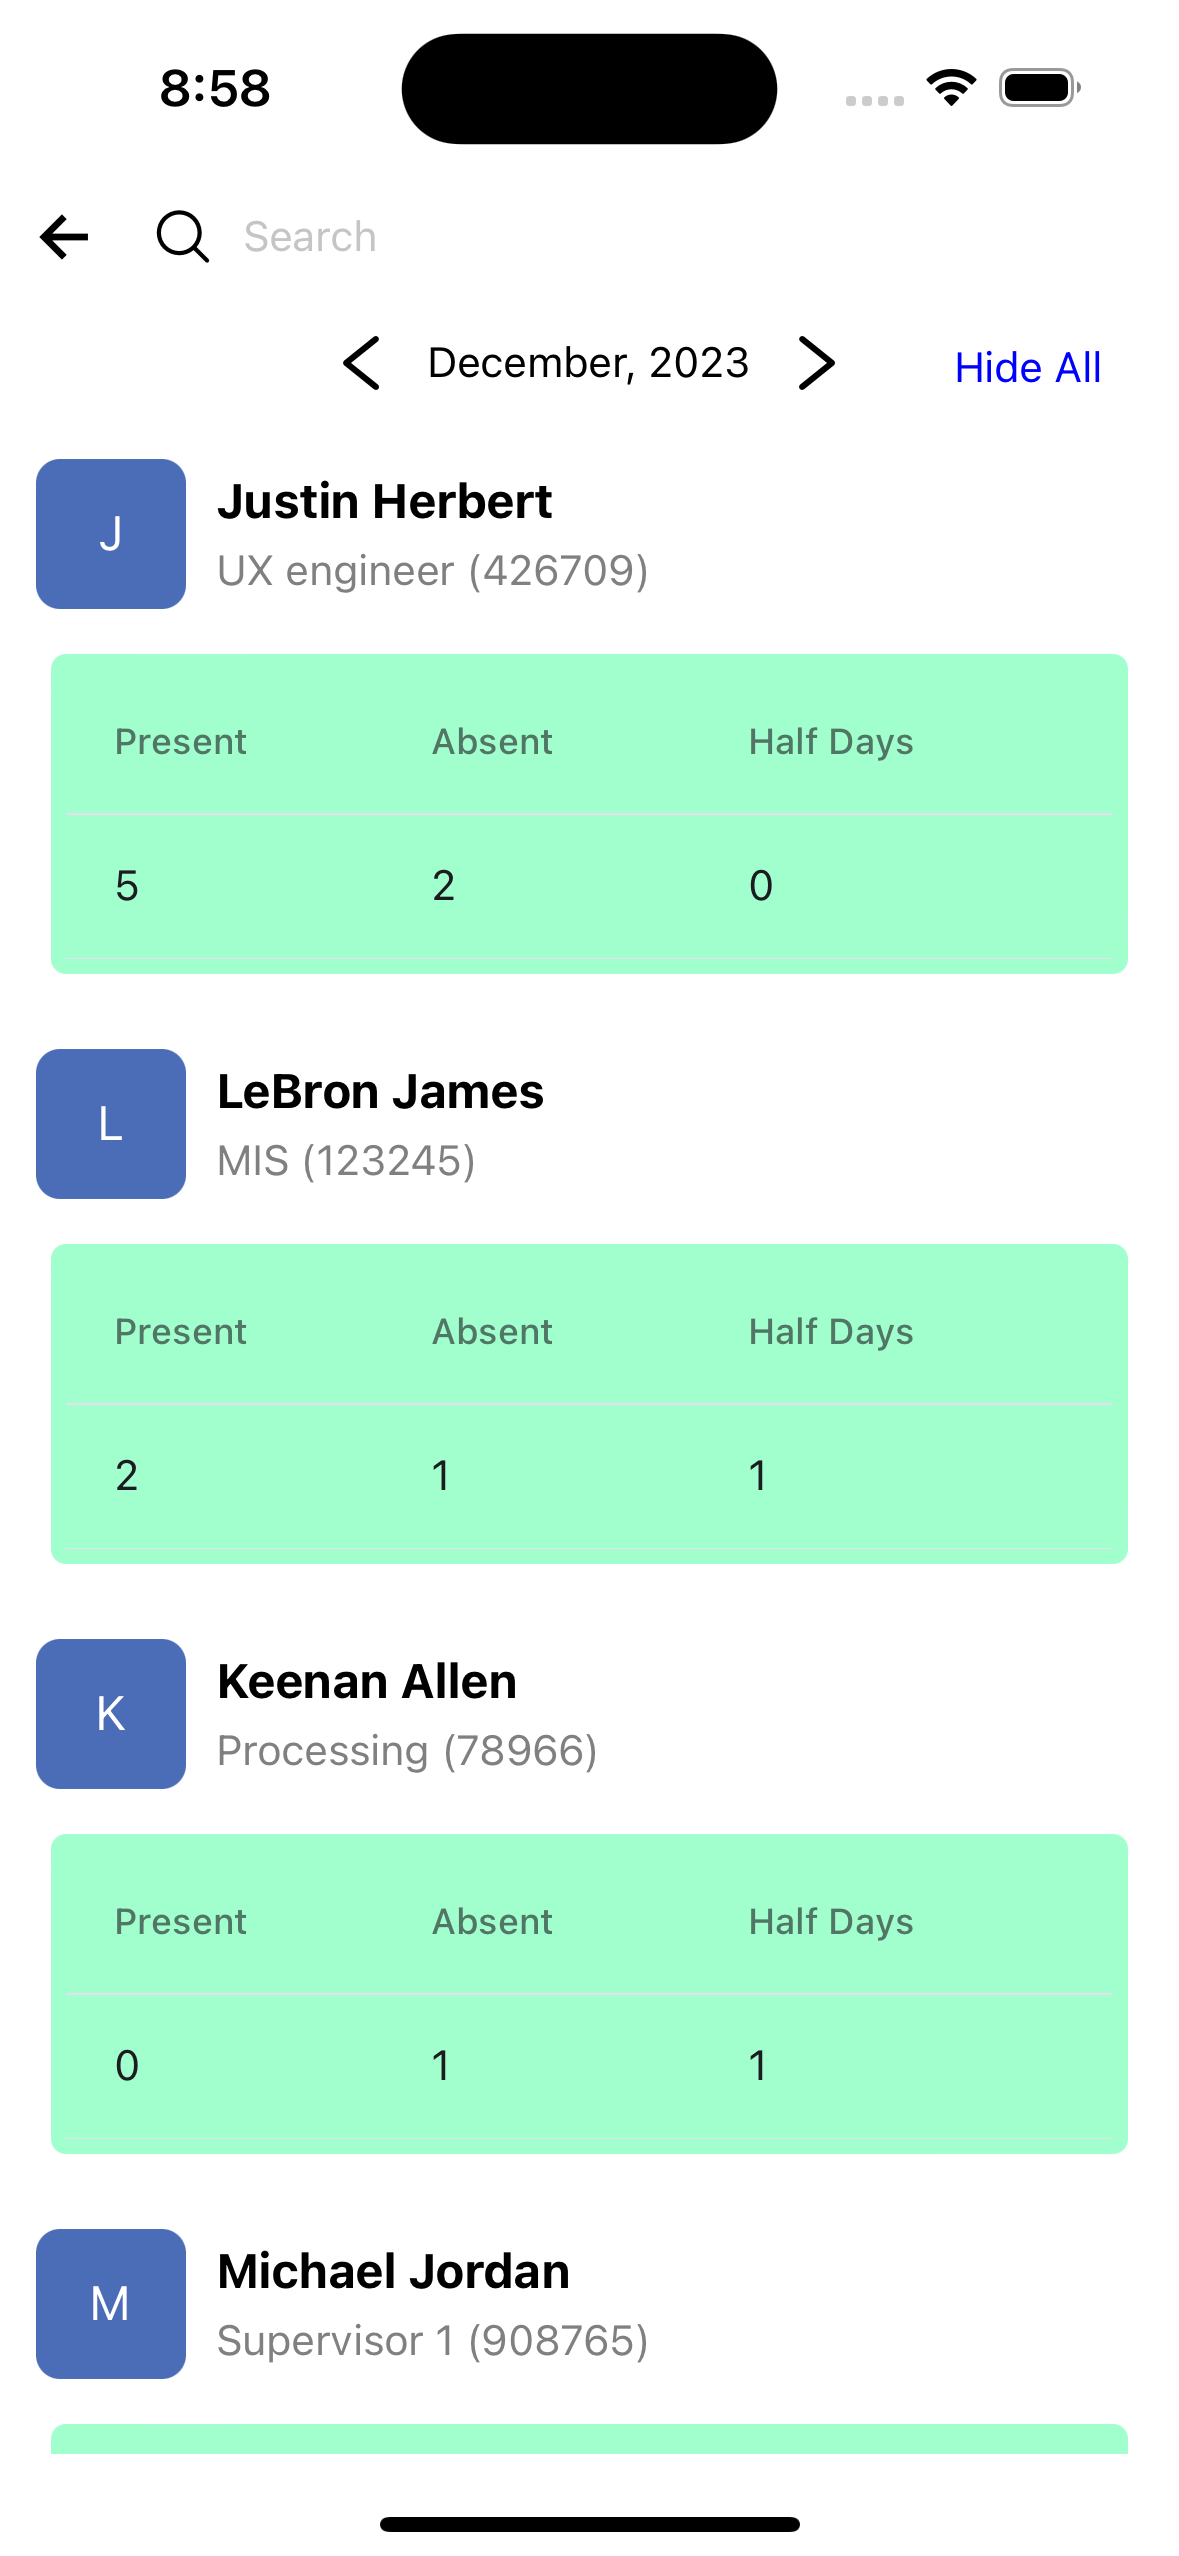 8:58
Search
December, 2023
Hide All
J
Justin Herbert
UX engineer (426709)
Present Absent Half Days
5 2 0
L
LeBron James
MIS (123245)
Present Absent Half Days
2 1 1
K
Keenan Allen
Processing (78966)
Present Absent Half Days
0 1 1
M
Michael Jordan
Supervisor 1 (908765)